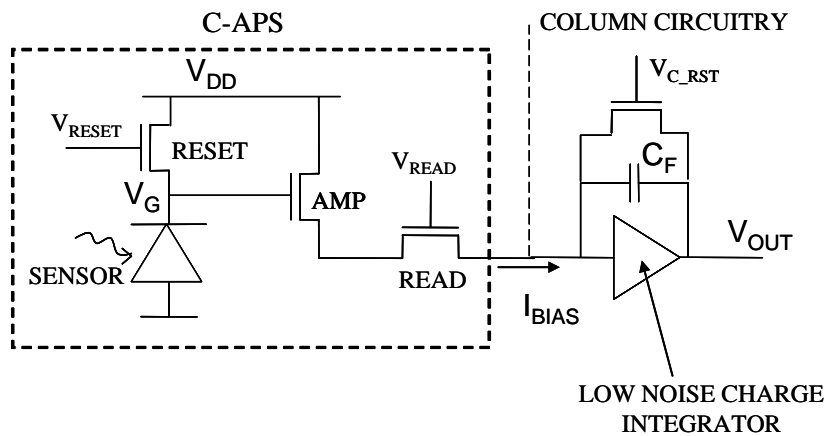 C-APS
COLUMN CIRCUITRY
V_DD
V_C_RST
V_RESET
RESET
V_READ
C_F
V_G
AMP
V_OUT
SENSOR
READ
I_BIAS
LOW NOISE CHARGE
INTEGRATOR